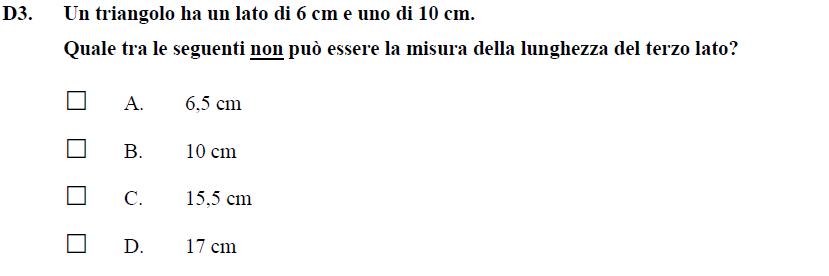 D3. Un triangolo ha un lato di 6 cm e uno di 10 cm.
Quale tra le seguenti non può essere la misura della lunghezza del terzo lato?
A. 6,5 cm
B. 10 cm
C. 15,5 cm
D. 17 cm